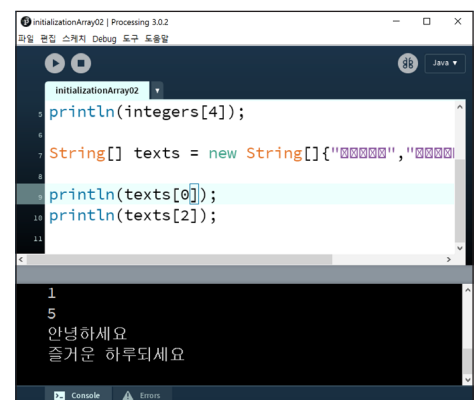 initializationArray02 | Processing 3.0.2
파일 편집 스케치 Debug 도구 도움말
Java ▼
initializationArray02 ▼
5 println(integers[4]);
6
7 String[] texts = new String[]{"","
8
9 println(texts[0]);
10 println(texts[2]);
11
1
5
안녕하세요
즐거운 하루되세요
Console Errors